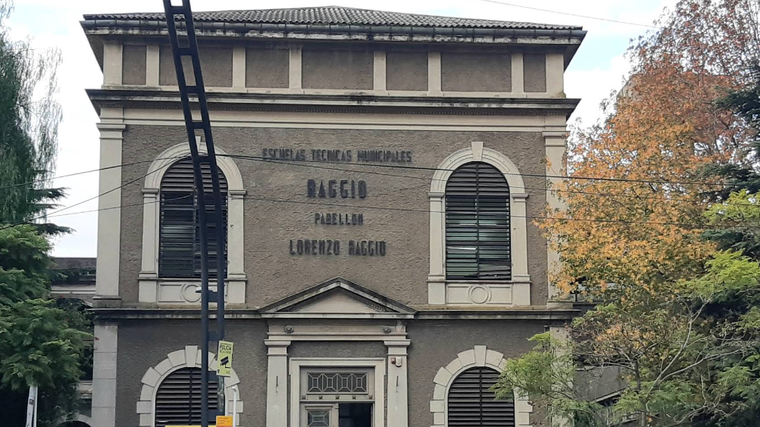 ESCUELAS TECNICAS MUNICIPALES
RAGGIO
PABELLON
LORENZO RAGGIO